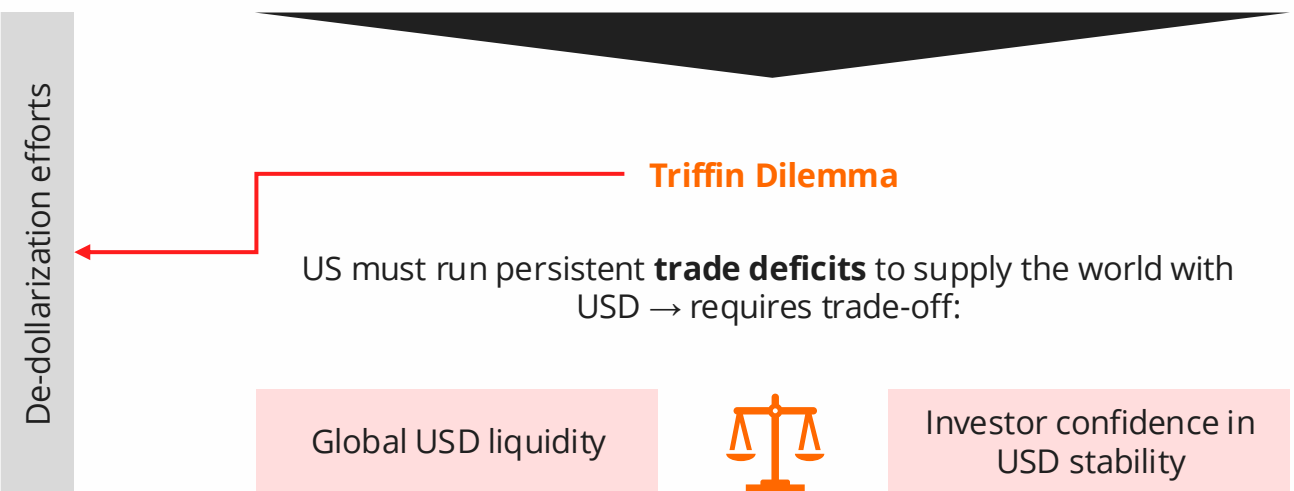 De-dollarization efforts
Triffin Dilemma
US must run persistent trade deficits to supply the world with
USD → requires trade-off:
Global USD liquidity
Investor confidence in
USD stability